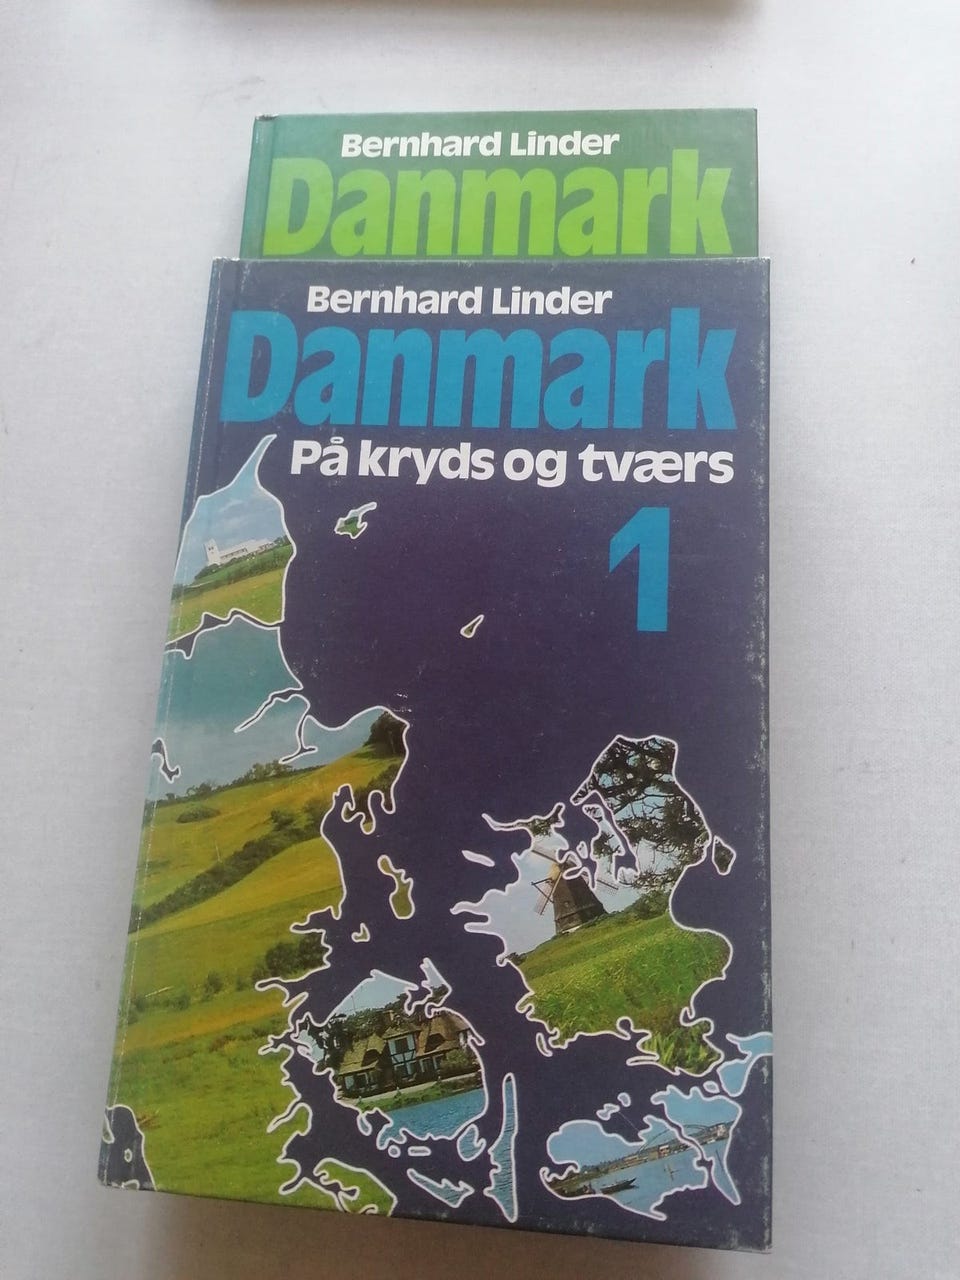 Bernhard Linder
Danmark
Bernhard Linder
Danmark
På kryds og tværs
1